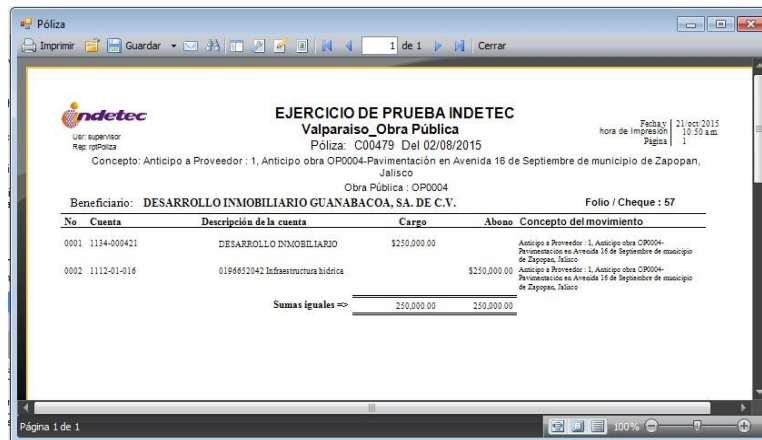 Póliza
Imprimir Guardar 1 de 1 Cerrar
indetec
EJERCICIO DE PRUEBA INDETEC
Valparaiso_Obra Pública
Póliza: C00479 Del 02/08/2015
Usr: supervisor
Rep: rptPoliza
Fecha y hora de Impresión 21/oct/2015 10:50 a.m.
Página 1
Concepto: Anticipo a Proveedor : 1, Anticipo obra OP0004-Pavimentación en Avenida 16 de Septiembre de municipio de Zapopan,
Jalisco
Obra Pública : OP0004
Beneficiario: DESARROLLO INMOBILIARIO GUANABACOA, SA. DE C.V. Folio / Cheque : 57
No Cuenta Descripción de la cuenta Cargo Abono Concepto del movimiento
0001 1134-000421 DESARROLLO INMOBILIARIO $250,000.00 Anticipo a Proveedor : 1, Anticipo obra OP0004-
Pavimentación en Avenida 16 de Septiembre de municipio
de Zapopan, Jalisco
0002 1112-01-016 0196652042 Infraestructura hídrica $250,000.00 Anticipo a Proveedor : 1, Anticipo obra OP0004-
Pavimentación en Avenida 16 de Septiembre de municipio
de Zapopan, Jalisco
Sumas iguales => 250,000.00 250,000.00
Página 1 de 1 100%